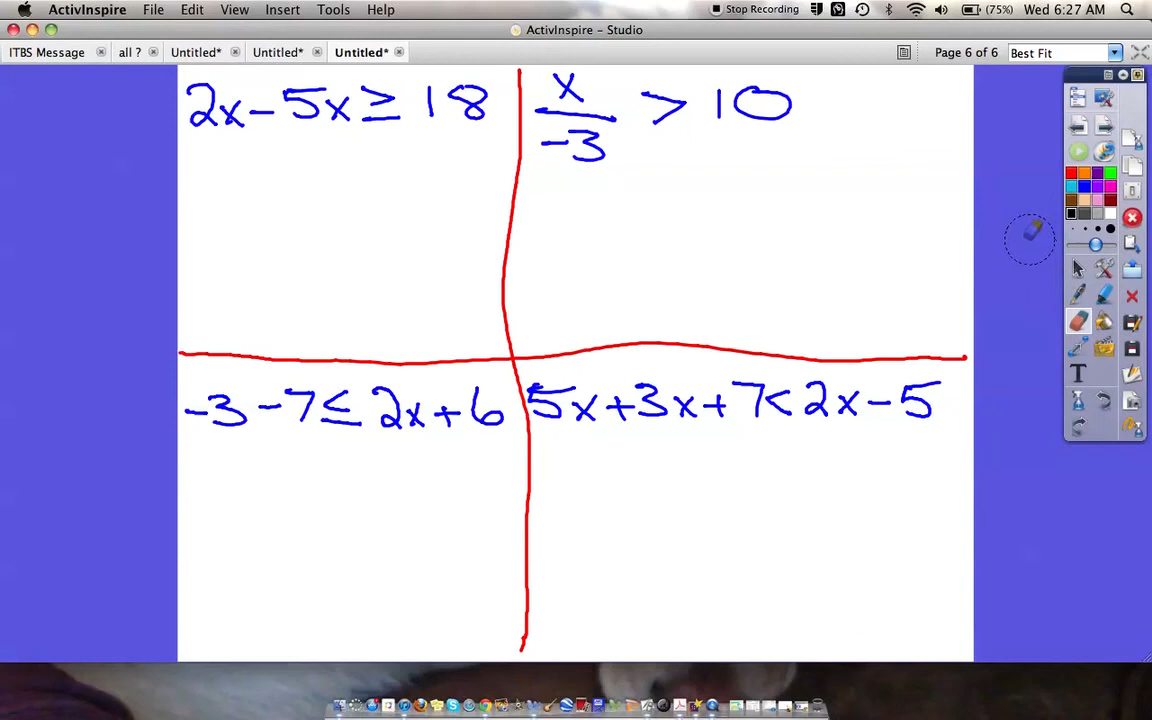 ActivInspire File Edit View Insert Tools Help Stop Recording (75%) Wed 6:27 AM
ActivInspire – Studio
ITBS Message all ? Untitled* Untitled* Untitled* Page 6 of 6 Best Fit
2x-5x≥18
x/-3 > 10
-3-7≤2x+6
5x+3x+7<2x-5